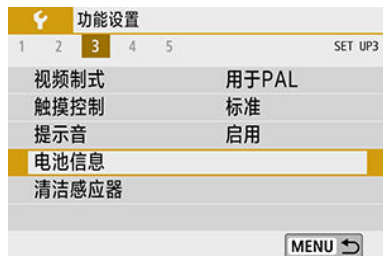 功能设置
1 2 3 4 5 SET UP3
视频制式 用于PAL
触摸控制 标准
提示音 启用
电池信息
清洁感应器
MENU